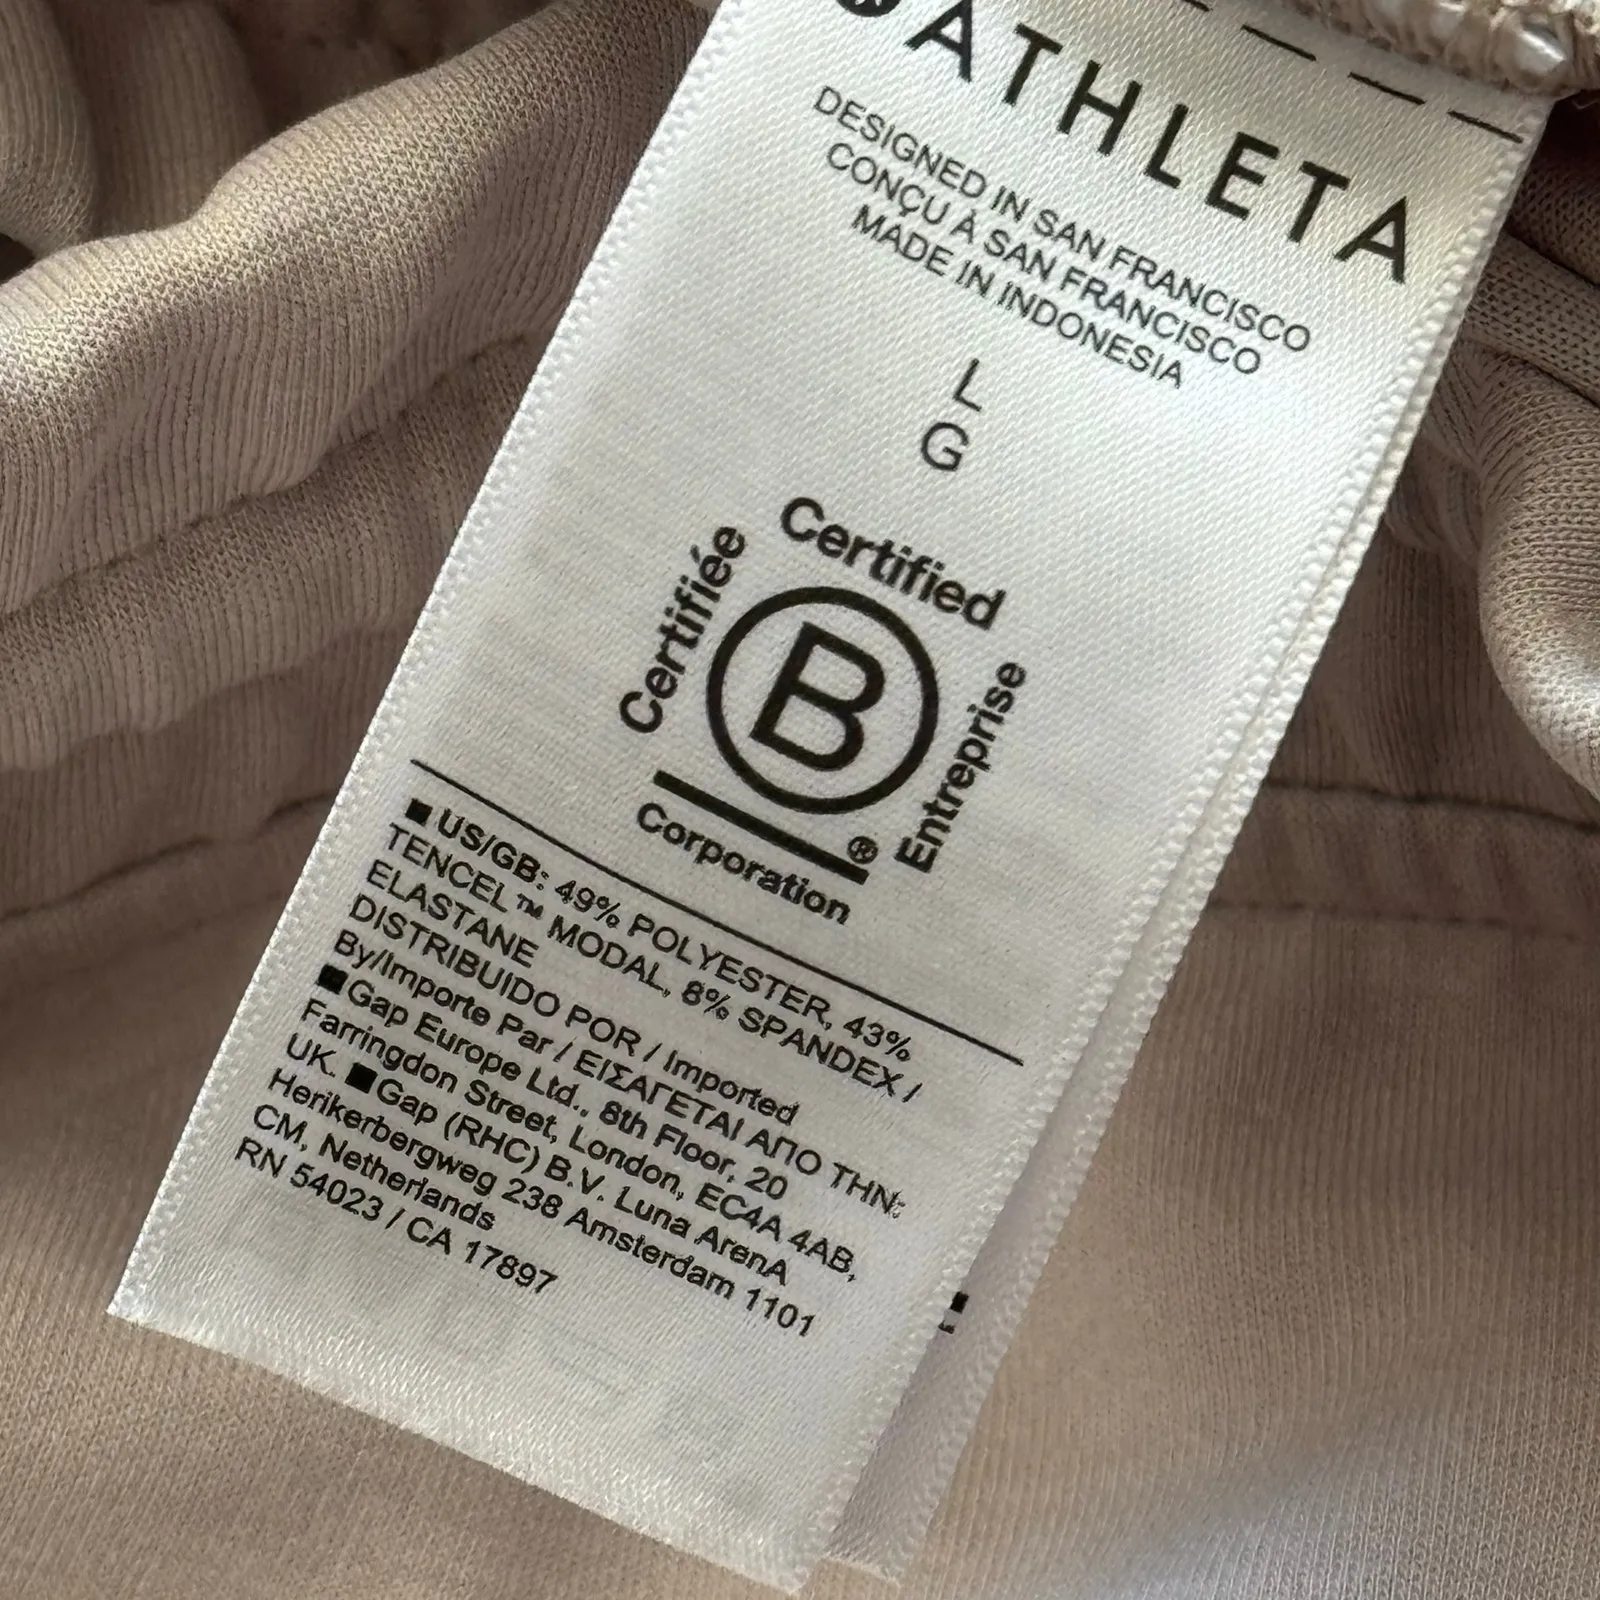 ATHLETA
DESIGNED IN SAN FRANCISCO
CONÇU À SAN FRANCISCO
MADE IN INDONESIA
L
G
Certified
Certifiée
B
Entreprise
®
Corporation
■ US/GB: 49% POLYESTER, 43%
TENCEL™ MODAL, 8% SPANDEX /
ELASTANE
DISTRIBUIDO POR / Imported
By/Importe Par / ΕΙΣΑΓΕΤΑΙ ΑΠΟ ΤΗΝ:
■Gap Europe Ltd., 8th Floor, 20
Farringdon Street, London, EC4A 4AB,
UK. ■Gap (RHC) B.V. Luna ArenA
Herikerbergweg 238 Amsterdam 1101
CM, Netherlands
RN 54023 / CA 17897